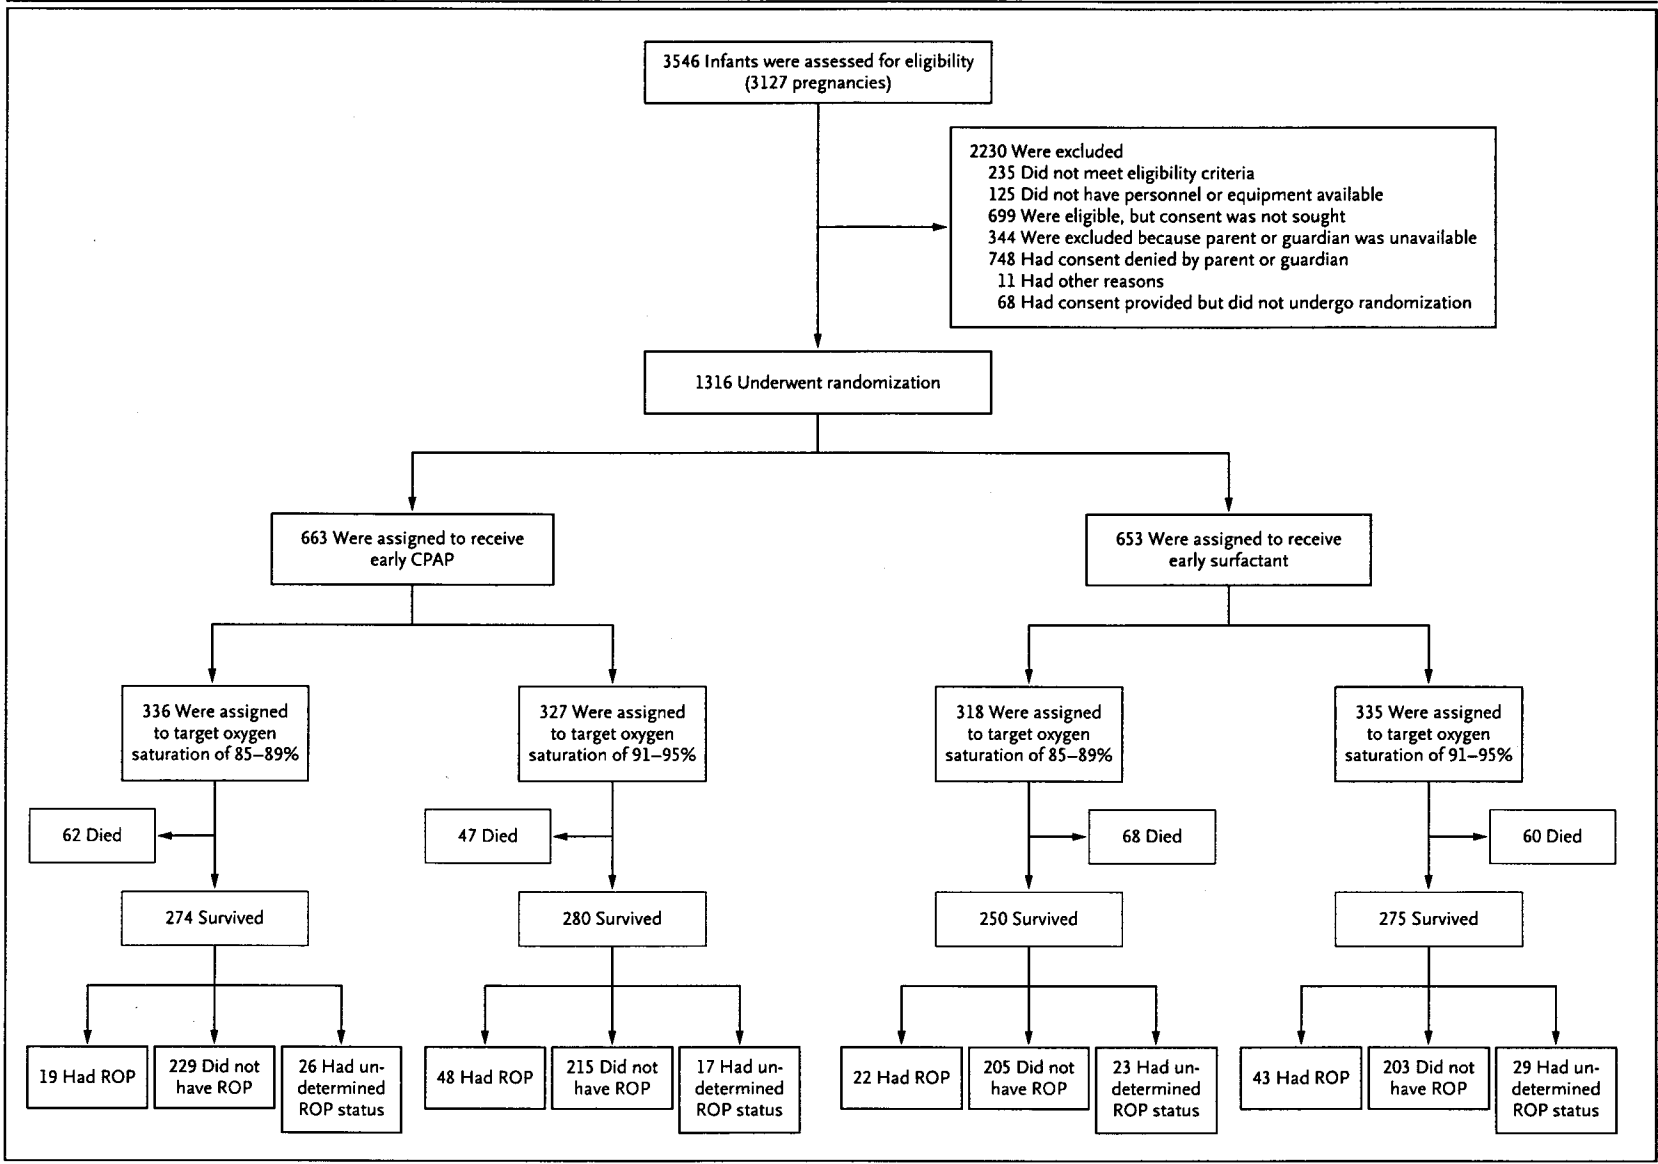 3546 Infants were assessed for eligibility
(3127 pregnancies)
2230 Were excluded
235 Did not meet eligibility criteria
125 Did not have personnel or equipment available
699 Were eligible, but consent was not sought
344 Were excluded because parent or guardian was unavailable
748 Had consent denied by parent or guardian
11 Had other reasons
68 Had consent provided but did not undergo randomization
1316 Underwent randomization
663 Were assigned to receive
early CPAP
653 Were assigned to receive
early surfactant
336 Were assigned
to target oxygen
saturation of 85–89%
327 Were assigned
to target oxygen
saturation of 91–95%
318 Were assigned
to target oxygen
saturation of 85–89%
335 Were assigned
to target oxygen
saturation of 91–95%
62 Died
47 Died
68 Died
60 Died
274 Survived
280 Survived
250 Survived
275 Survived
19 Had ROP
229 Did not
have ROP
26 Had un-
determined
ROP status
48 Had ROP
215 Did not
have ROP
17 Had un-
determined
ROP status
22 Had ROP
205 Did not
have ROP
23 Had un-
determined
ROP status
43 Had ROP
203 Did not
have ROP
29 Had un-
determined
ROP status